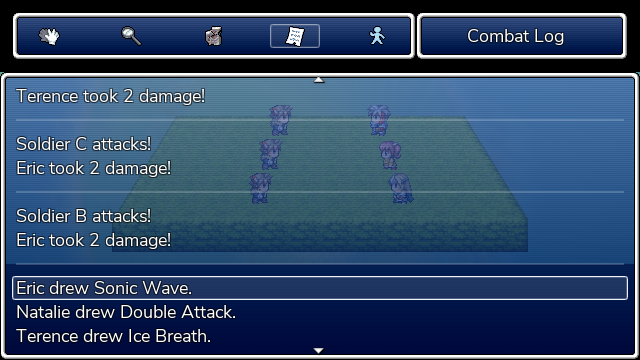 Combat Log
Terence took 2 damage!
Soldier C attacks!
Eric took 2 damage!
Soldier B attacks!
Eric took 2 damage!
Eric drew Sonic Wave.
Natalie drew Double Attack.
Terence drew Ice Breath.